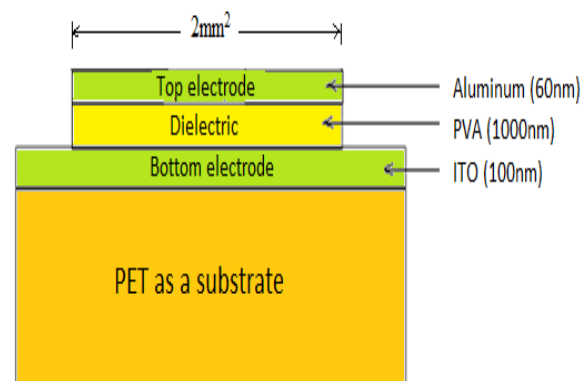 2mm²
Top electrode
Aluminum (60nm)
Dielectric
PVA (1000nm)
Bottom electrode
ITO (100nm)
PET as a substrate